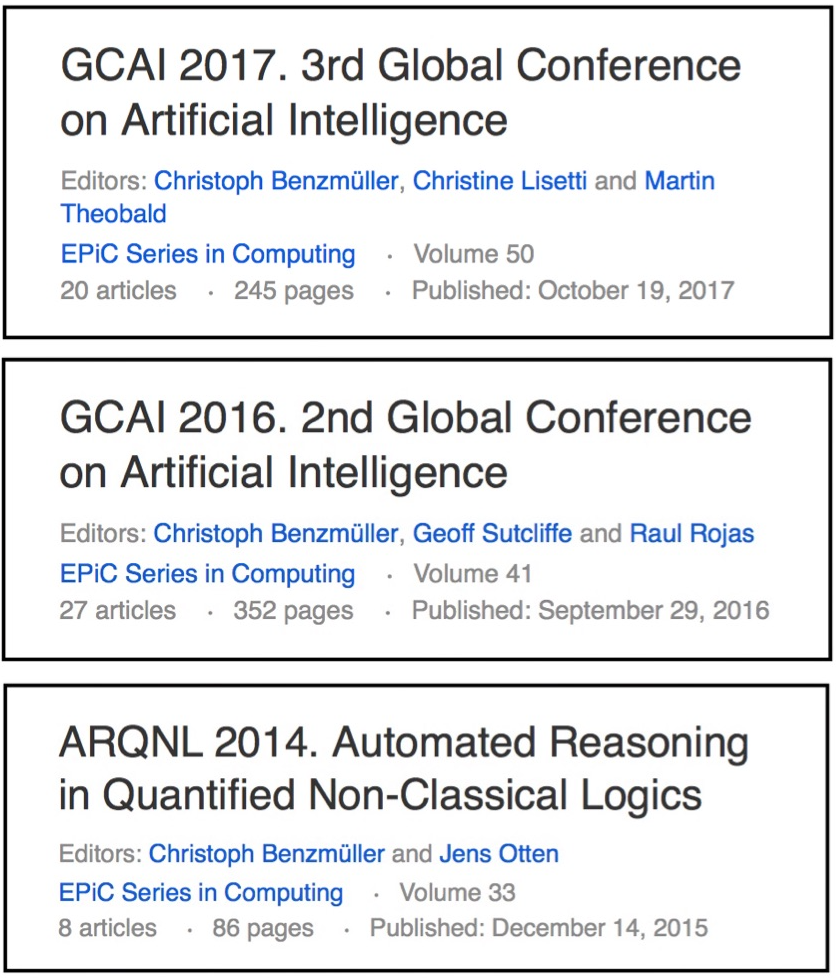 GCAI 2017. 3rd Global Conference
on Artificial Intelligence
Editors: Christoph Benzmüller, Christine Lisetti and Martin
Theobald
EPiC Series in Computing · Volume 50
20 articles · 245 pages · Published: October 19, 2017
GCAI 2016. 2nd Global Conference
on Artificial Intelligence
Editors: Christoph Benzmüller, Geoff Sutcliffe and Raul Rojas
EPiC Series in Computing · Volume 41
27 articles · 352 pages · Published: September 29, 2016
ARQNL 2014. Automated Reasoning
in Quantified Non-Classical Logics
Editors: Christoph Benzmüller and Jens Otten
EPiC Series in Computing · Volume 33
8 articles · 86 pages · Published: December 14, 2015